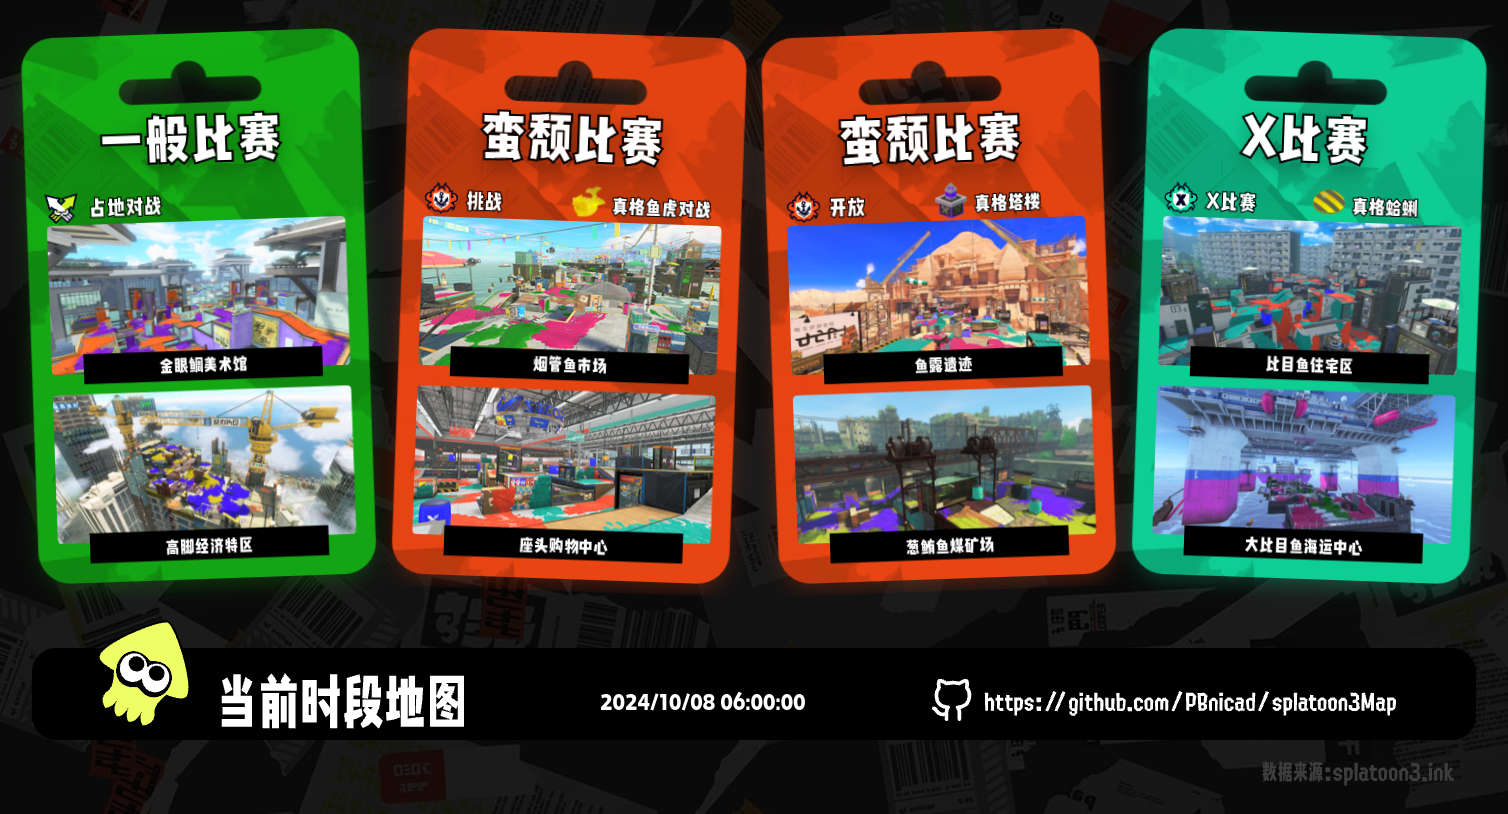 一般比赛
占地对战
金眼鲷美术馆
高脚经济特区
蛮颓比赛
挑战
真格鱼虎对战
烟管鱼市场
座头购物中心
蛮颓比赛
开放
真格塔楼
鱼露遗迹
葱鲔鱼煤矿场
X比赛
X比赛
真格蛤蜊
比目鱼住宅区
大比目鱼海运中心
当前时段地图
2024/10/08 06:00:00
https://github.com/PBnicad/splatoon3Map
数据来源:splatoon3.ink